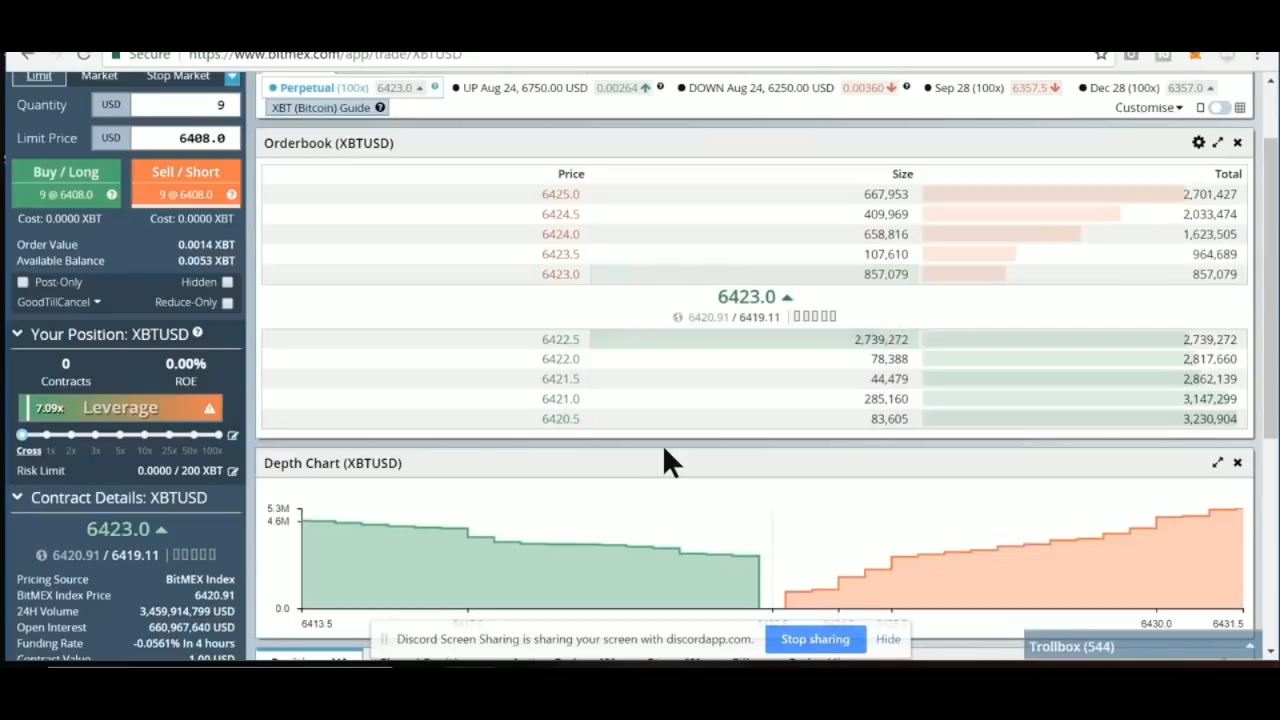 Secure https://www.bitmex.com/app/trade/XBTUSD
Limit Market Stop Market
Quantity USD 9
Limit Price USD 6408.0
Buy / Long Sell / Short
9 @ 6408.0 9 @ 6408.0
Cost: 0.0000 XBT Cost: 0.0000 XBT
Order Value 0.0014 XBT
Available Balance 0.0053 XBT
Post-Only Hidden
GoodTillCancel Reduce-Only
Your Position: XBTUSD
0 0.00%
Contracts ROE
7.09x Leverage
Cross 1x 2x 3x 5x 10x 25x 50x 100x
Risk Limit 0.0000 / 200 XBT
Contract Details: XBTUSD
6423.0
6420.91 / 6419.11
Pricing Source BitMEX Index
BitMEX Index Price 6420.91
24H Volume 3,459,914,799 USD
Open Interest 660,967,640 USD
Funding Rate -0.0561% In 4 hours
Contract Value 1.00 USD
Perpetual (100x) 6423.0 UP Aug 24, 6750.00 USD 0.00264 DOWN Aug 24, 6250.00 USD 0.00360 Sep 28 (100x) 6357.5 Dec 28 (100x) 6357.0
XBT (Bitcoin) Guide Customise
Orderbook (XBTUSD)
Price Size Total
6425.0 667,953 2,701,427
6424.5 409,969 2,033,474
6424.0 658,816 1,623,505
6423.5 107,610 964,689
6423.0 857,079 857,079
6423.0
6420.91 / 6419.11
6422.5 2,739,272 2,739,272
6422.0 78,388 2,817,660
6421.5 44,479 2,862,139
6421.0 285,160 3,147,299
6420.5 83,605 3,230,904
Depth Chart (XBTUSD)
5.3M
4.6M
0.0
6413.5 6430.0 6431.5
Discord Screen Sharing is sharing your screen with discordapp.com. Stop sharing Hide
Trollbox (544)